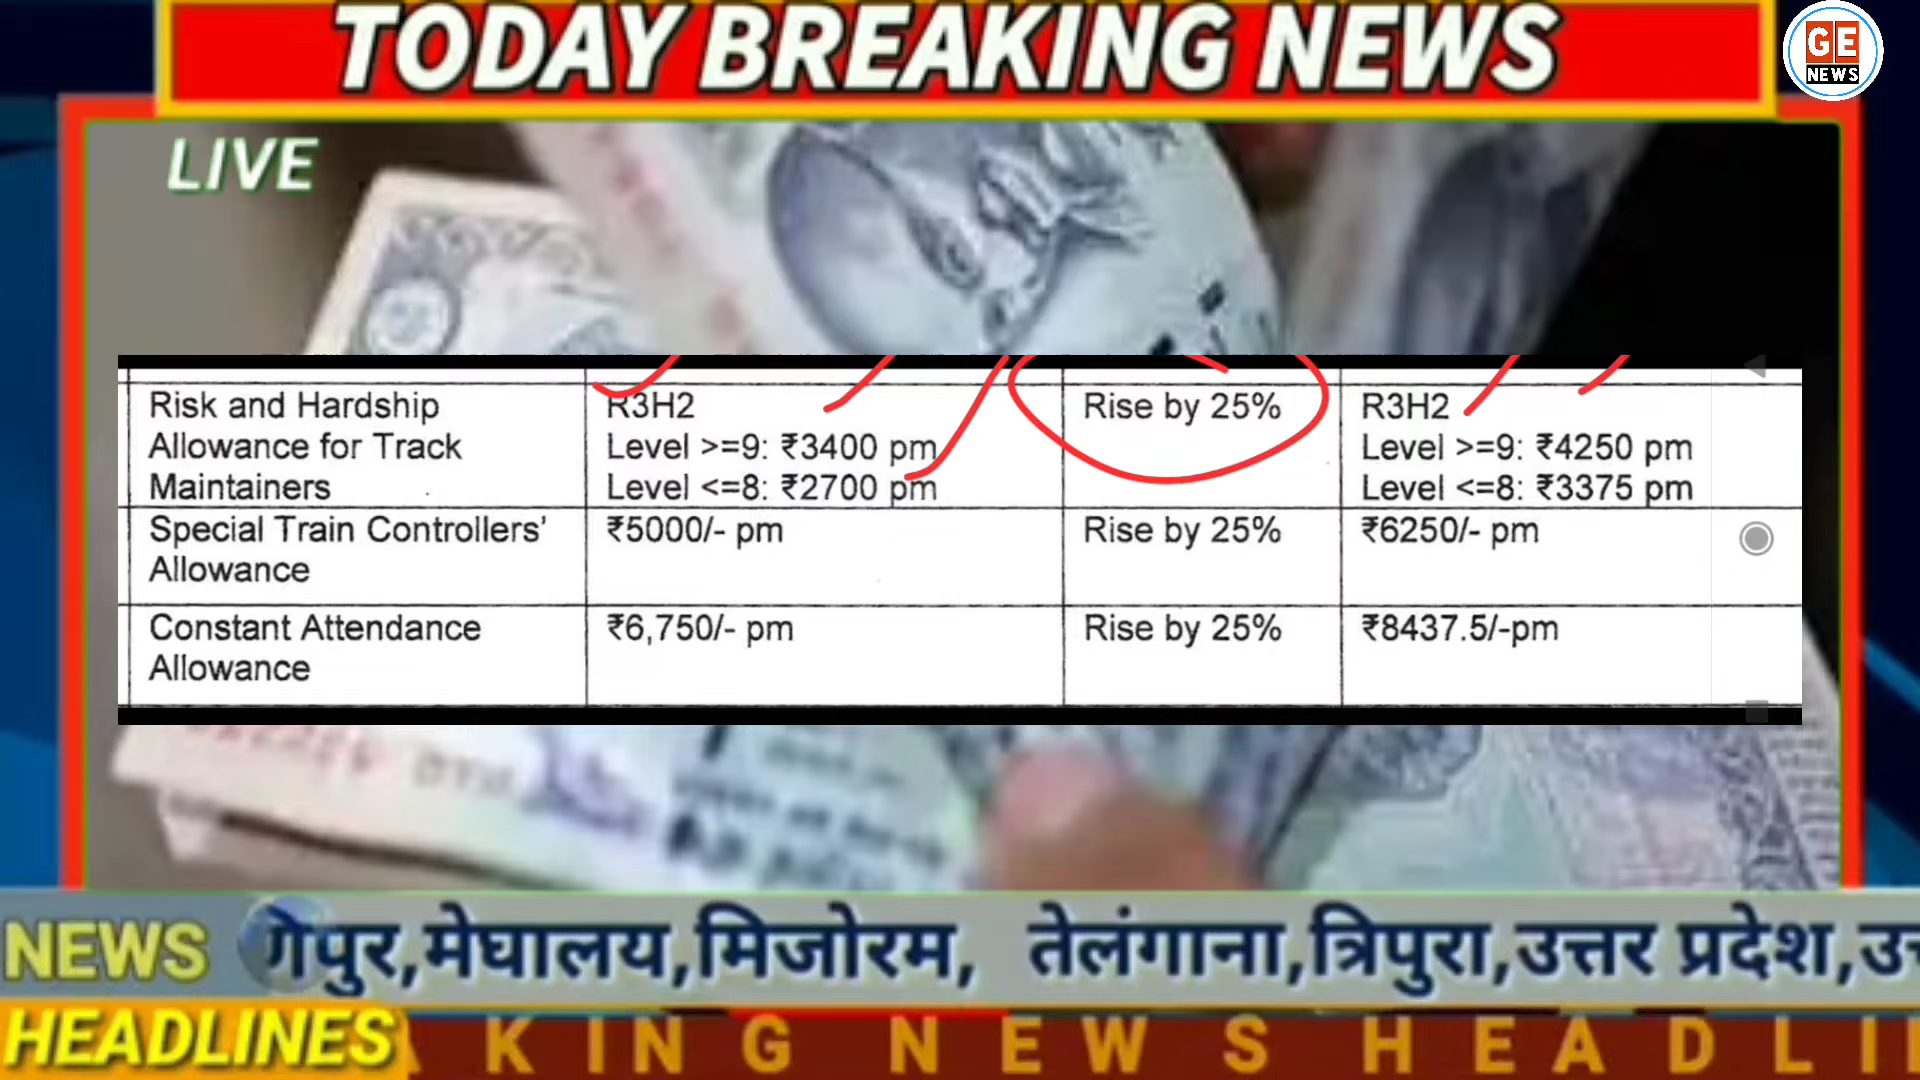 TODAY BREAKING NEWS
GE
NEWS
LIVE
Risk and Hardship
Allowance for Track
Maintainers
R3H2
Level >=9: ₹3400 pm
Level <=8: ₹2700 pm
Rise by 25%
R3H2
Level >=9: ₹4250 pm
Level <=8: ₹3375 pm
Special Train Controllers'
Allowance
₹5000/- pm
Rise by 25%
₹6250/- pm
Constant Attendance
Allowance
₹6,750/- pm
Rise by 25%
₹8437.5/-pm
NEWS
मेघालय,मिजोरम, तेलंगाना,त्रिपुरा,उत्तर प्रदेश,
HEADLINES
KING NEWS HEADLI